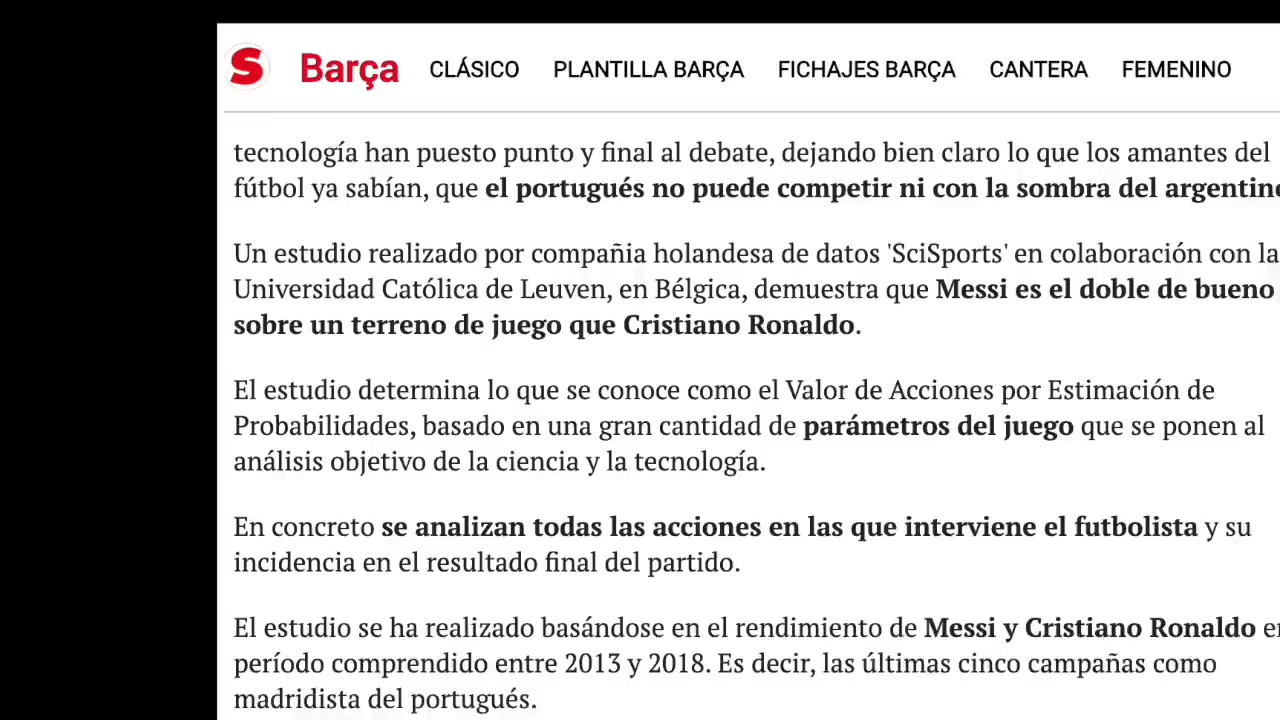 S Barça CLÁSICO PLANTILLA BARÇA FICHAJES BARÇA CANTERA FEMENINO
tecnología han puesto punto y final al debate, dejando bien claro lo que los amantes del
fútbol ya sabían, que el portugués no puede competir ni con la sombra del argentino
Un estudio realizado por compañia holandesa de datos 'SciSports' en colaboración con la
Universidad Católica de Leuven, en Bélgica, demuestra que Messi es el doble de bueno
sobre un terreno de juego que Cristiano Ronaldo.
El estudio determina lo que se conoce como el Valor de Acciones por Estimación de
Probabilidades, basado en una gran cantidad de parámetros del juego que se ponen al
análisis objetivo de la ciencia y la tecnología.
En concreto se analizan todas las acciones en las que interviene el futbolista y su
incidencia en el resultado final del partido.
El estudio se ha realizado basándose en el rendimiento de Messi y Cristiano Ronaldo en
período comprendido entre 2013 y 2018. Es decir, las últimas cinco campañas como
madridista del portugués.